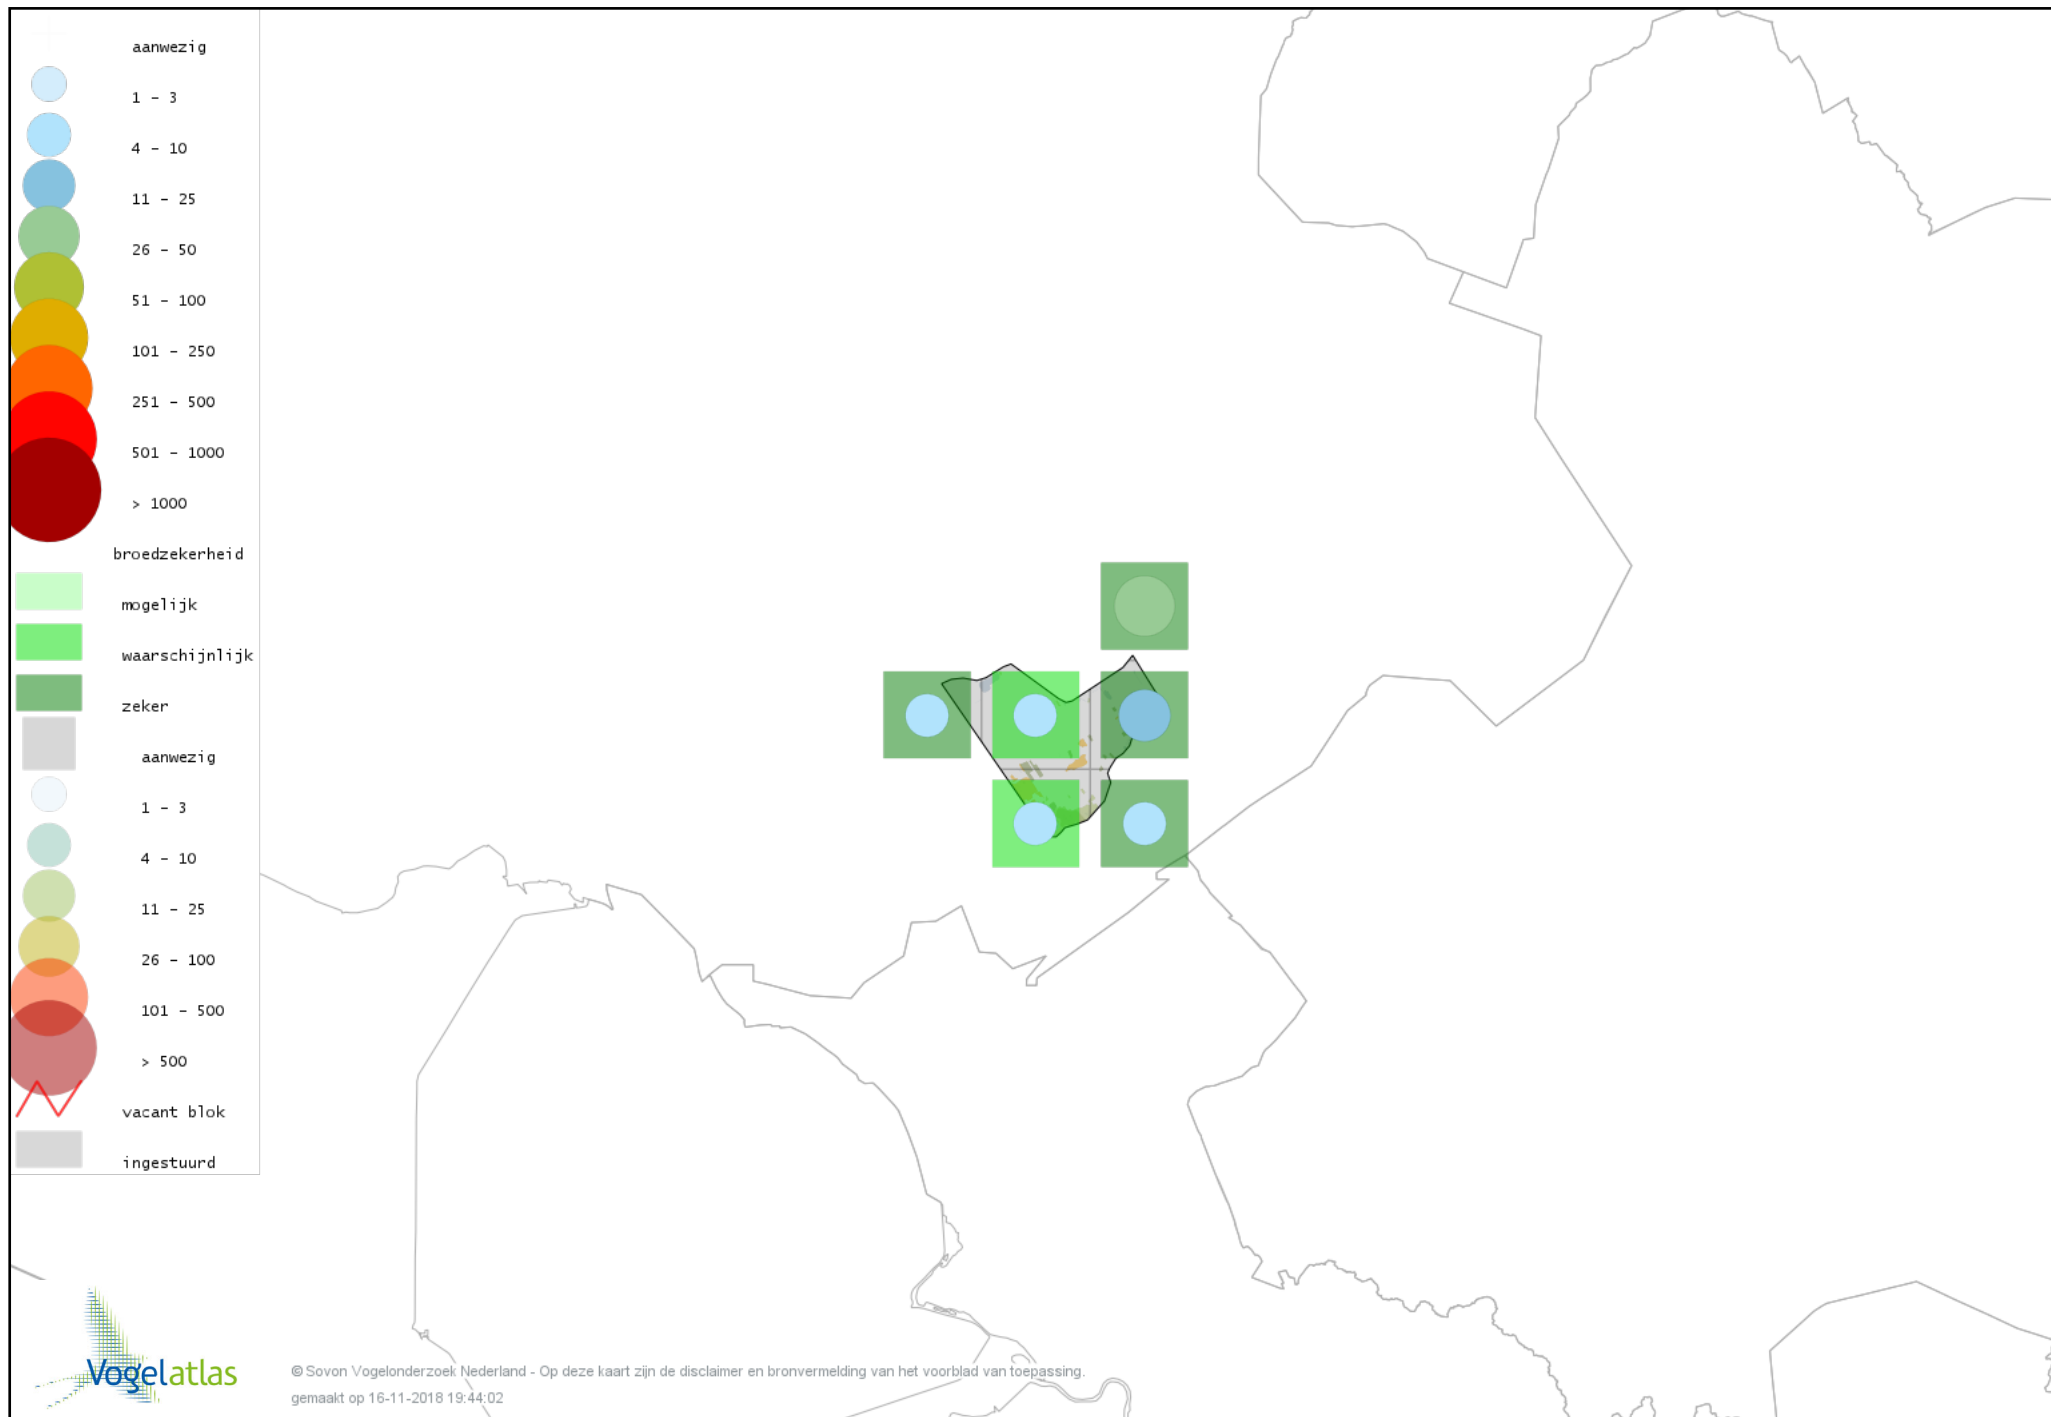 aanwezig
1 - 3
4 - 10
11 - 25
26 - 50
51 - 100
101 - 250
251 - 500
501 - 1000
> 1000
broedzekerheid
mogelijk
waarschijnlijk
zeker
aanwezig
1 - 3
4 - 10
11 - 25
26 - 100
101 - 500
> 500
vacant blok
ingestuurd
Vogelatlas
© Sovon Vogelonderzoek Nederland - Op deze kaart zijn de disclaimer en bronvermelding van het voorblad van toepassing.
gemaakt op 16-11-2018 19:44:02